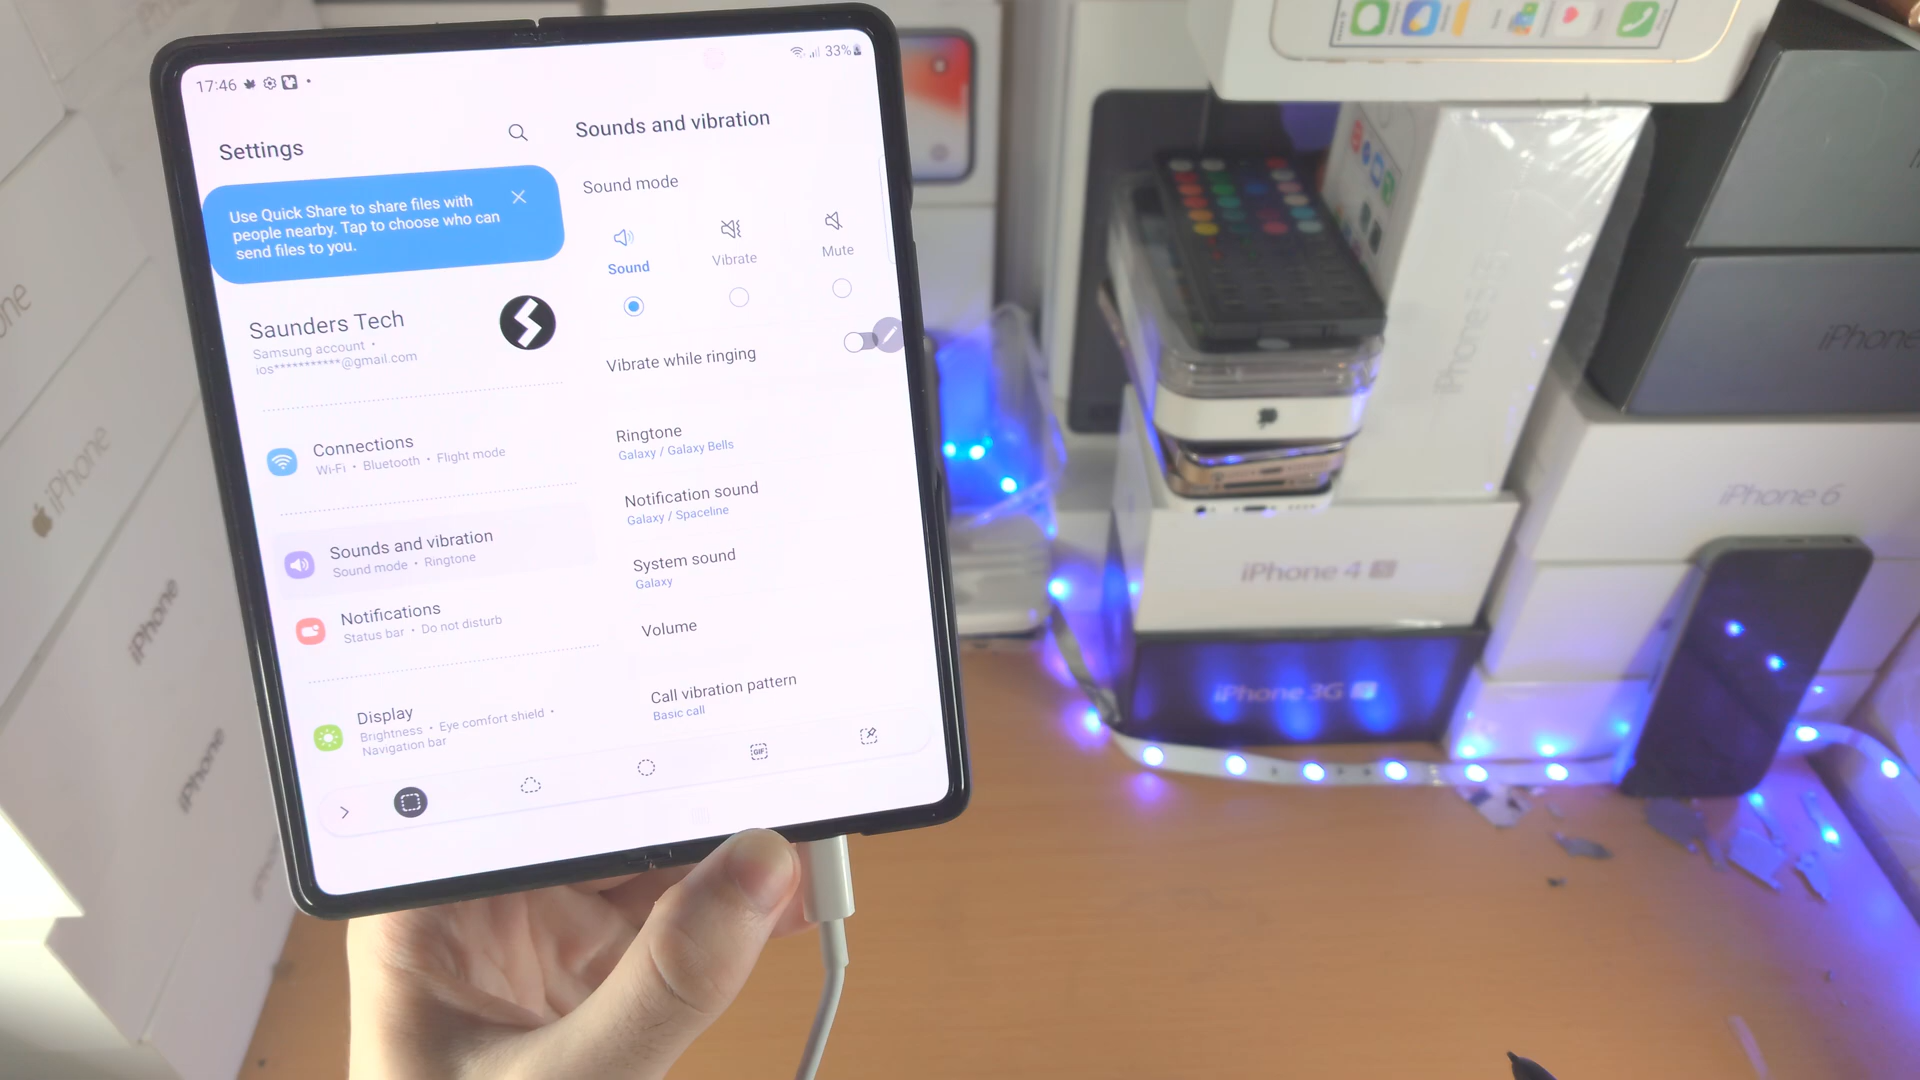 17:46
33%
Settings
Use Quick Share to share files with
people nearby. Tap to choose who can
send files to you.
Saunders Tech
Samsung account •
ios***********@gmail.com
Connections
Wi-Fi • Bluetooth • Flight mode
Sounds and vibration
Sound mode • Ringtone
Notifications
Status bar • Do not disturb
Display
Brightness • Eye comfort shield •
Navigation bar
Sounds and vibration
Sound mode
Sound
Vibrate
Mute
Vibrate while ringing
Ringtone
Galaxy / Galaxy Bells
Notification sound
Galaxy / Spaceline
System sound
Galaxy
Volume
Call vibration pattern
Basic call
GIF
iPhone
iPhone
iPhone
iPhone
iPhone 6
iPhone 4
iPhone 3G